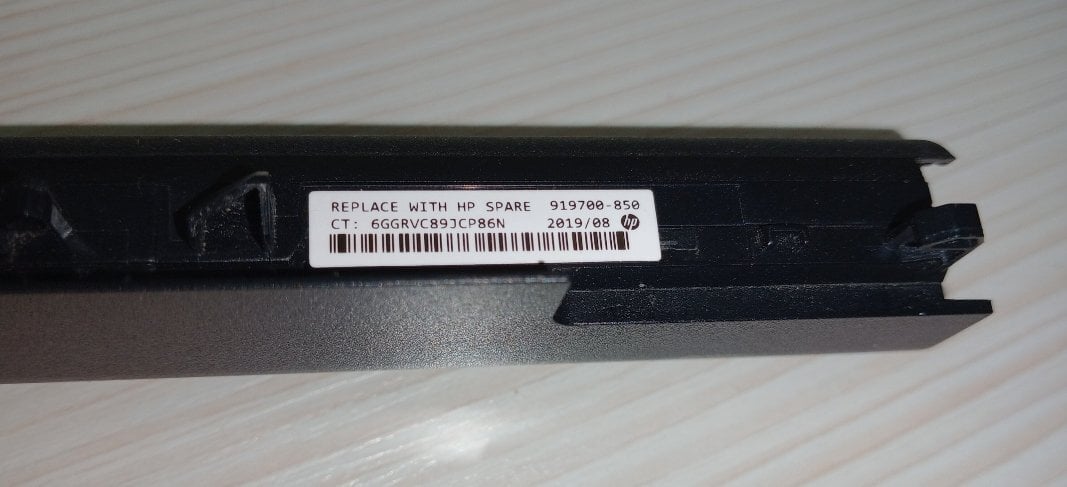 REPLACE WITH HP SPARE 919700-850
CT: 6GGRVC89JCP86N 2019/08 hp